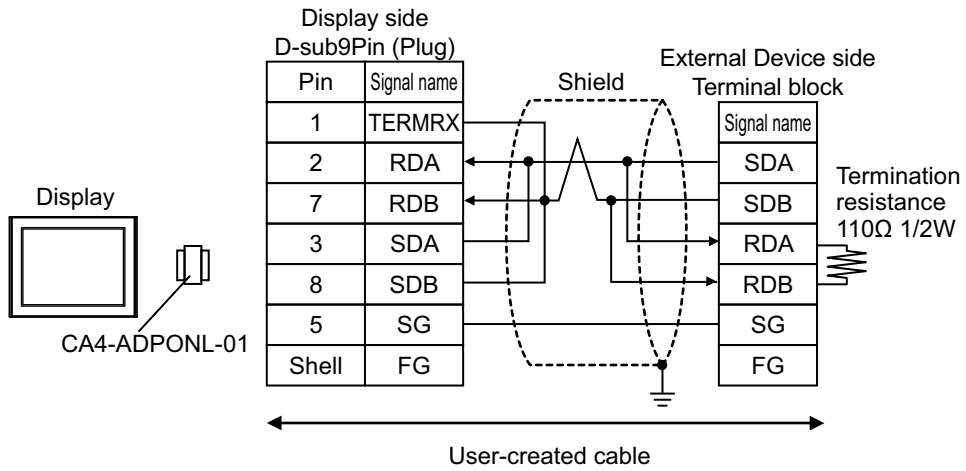 Display side
D-sub9Pin (Plug)
External Device side
Terminal block
Shield
Pin Signal name
Signal name
1 TERMRX
2 RDA
SDA
7 RDB
SDB
3 SDA
RDA
8 SDB
RDB
5 SG
SG
Shell FG
FG
Termination
resistance
110Ω 1/2W
Display
CA4-ADPONL-01
User-created cable